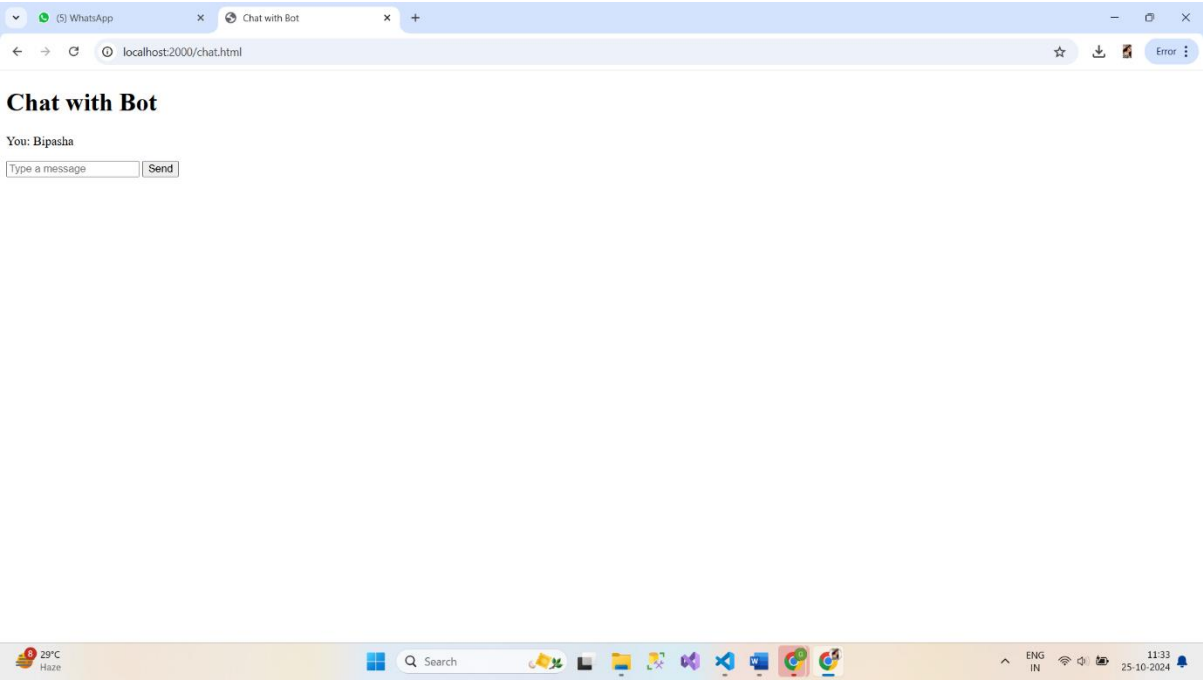 (5) WhatsApp
Chat with Bot
localhost:2000/chat.html
Error
Chat with Bot
You: Bipasha
Type a message
Send
8
29°C
Haze
Search
ENG
IN
11:33
25-10-2024